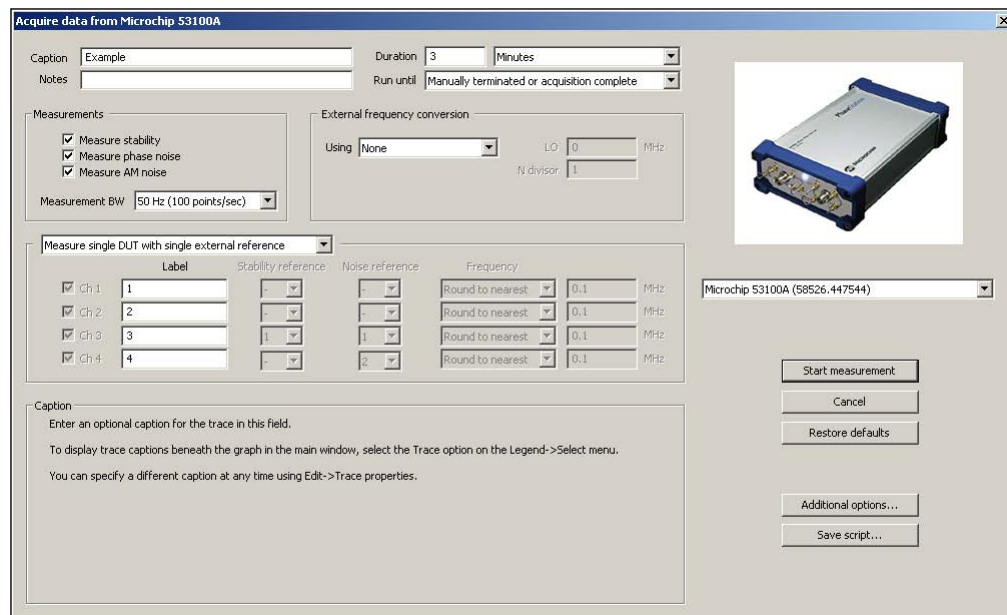 Acquire data from Microchip 53100A
Caption Example Duration 3 Minutes
Notes Run until Manually terminated or acquisition complete
Measurements
Measure stability
Measure phase noise
Measure AM noise
Measurement BW 50 Hz (100 points/sec)
External frequency conversion
Using None LO 0 MHz
N divisor 1
PhaseStation
MICROCHIP
Measure single DUT with single external reference
Label Stability reference Noise reference Frequency
Ch 1 1 - - Round to nearest 0.1 MHz
Ch 2 2 - - Round to nearest 0.1 MHz
Ch 3 3 1 1 Round to nearest 0.1 MHz
Ch 4 4 - 2 Round to nearest 0.1 MHz
Microchip 53100A (58526.447544)
Start measurement
Cancel
Restore defaults
Additional options...
Save script...
Caption
Enter an optional caption for the trace in this field.
To display trace captions beneath the graph in the main window, select the Trace option on the Legend->Select menu.
You can specify a different caption at any time using Edit->Trace properties.